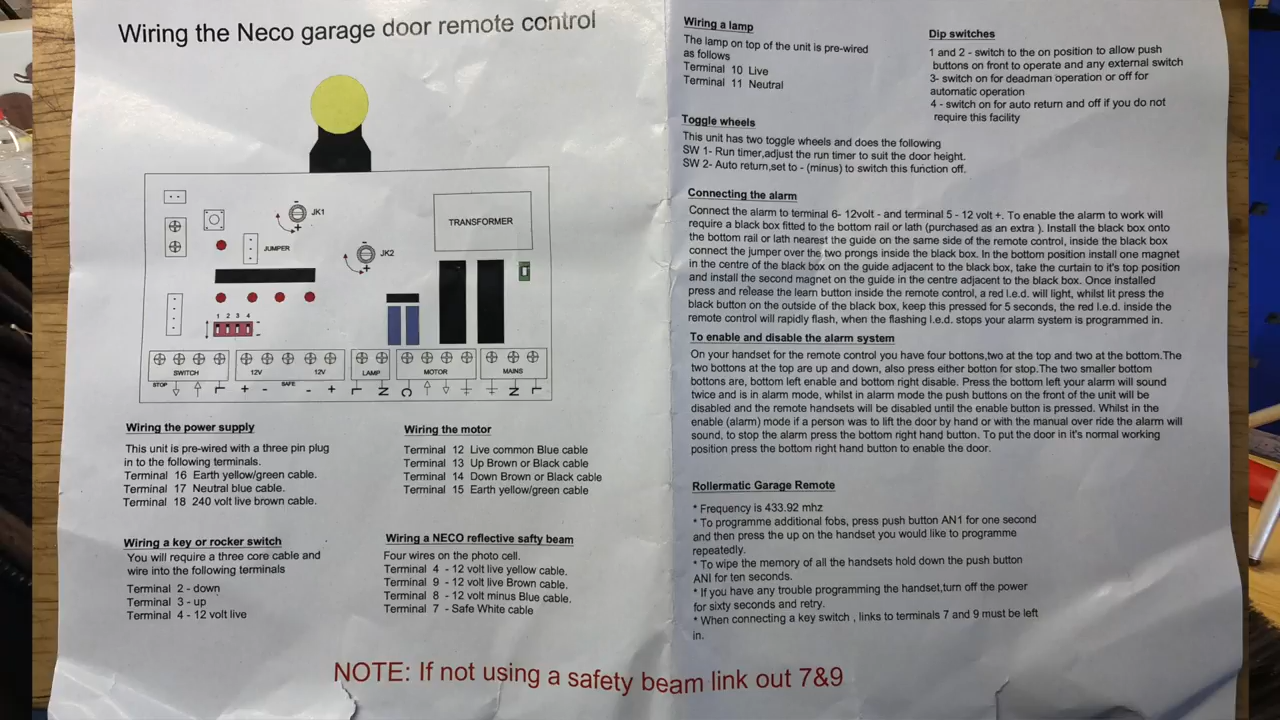 Wiring the Neco garage door remote control
JK1
JUMPER
JK2
TRANSFORMER
1 2 3 4
SWITCH
12V
12V
LAMP
MOTOR
MAINS
STOP
SAFE
+ - - +
L N C
N L
Wiring the power supply
This unit is pre-wired with a three pin plug
in to the following terminals.
Terminal 16 Earth yellow/green cable.
Terminal 17 Neutral blue cable.
Terminal 18 240 volt live brown cable.
Wiring the motor
Terminal 12 Live common Blue cable
Terminal 13 Up Brown or Black cable
Terminal 14 Down Brown or Black cable
Terminal 15 Earth yellow/green cable
Wiring a key or rocker switch
You will require a three core cable and
wire into the following terminals
Terminal 2 - down
Terminal 3 - up
Terminal 4 - 12 volt live
Wiring a NECO reflective safty beam
Four wires on the photo cell.
Terminal 4 - 12 volt live yellow cable.
Terminal 9 - 12 volt live Brown cable.
Terminal 8 - 12 volt minus Blue cable.
Terminal 7 - Safe White cable
Wiring a lamp
The lamp on top of the unit is pre-wired
as follows
Terminal 10 Live
Terminal 11 Neutral
Dip switches
1 and 2 - switch to the on position to allow push
buttons on front to operate and any external switch
3- switch on for deadman operation or off for
automatic operation
4 - switch on for auto return and off if you do not
require this facility
Toggle wheels
This unit has two toggle wheels and does the following
SW 1- Run timer,adjust the run timer to suit the door height.
SW 2- Auto return,set to - (minus) to switch this function off.
Connecting the alarm
Connect the alarm to terminal 6- 12volt - and terminal 5 - 12 volt +. To enable the alarm to work will
require a black box fitted to the bottom rail or lath (purchased as an extra ). Install the black box onto
the bottom rail or lath nearest the guide on the same side of the remote control, inside the black box
connect the jumper over the two prongs inside the black box. In the bottom position install one magnet
in the centre of the black box on the guide adjacent to the black box, take the curtain to it's top position
and install the second magnet on the guide in the centre adjacent to the black box. Once installed
press and release the learn button inside the remote control, a red l.e.d. will light, whilst lit press the
black button on the outside of the black box, keep this pressed for 5 seconds, the red l.e.d. inside the
remote control will rapidly flash, when the flashing l.e.d. stops your alarm system is programmed in.
To enable and disable the alarm system
On your handset for the remote control you have four bottons,two at the top and two at the bottom.The
two bottons at the top are up and down, also press either botton for stop.The two smaller bottom
bottons are, bottom left enable and bottom right disable. Press the bottom left your alarm will sound
twice and is in alarm mode, whilst in alarm mode the push buttons on the front of the unit will be
disabled and the remote handsets will be disabled until the enable button is pressed. Whilst in the
enable (alarm) mode if a person was to lift the door by hand or with the manual over ride the alarm will
sound, to stop the alarm press the bottom right hand button. To put the door in it's normal working
position press the bottom right hand button to enable the door.
Rollermatic Garage Remote
* Frequency is 433.92 mhz
* To programme additional fobs, press push button AN1 for one second
and then press the up on the handset you would like to programme
repeatedly.
* To wipe the memory of all the handsets hold down the push button
ANI for ten seconds.
* If you have any trouble programming the handset,turn off the power
for sixty seconds and retry.
* When connecting a key switch , links to terminals 7 and 9 must be left
in.
NOTE: If not using a safety beam link out 7&9